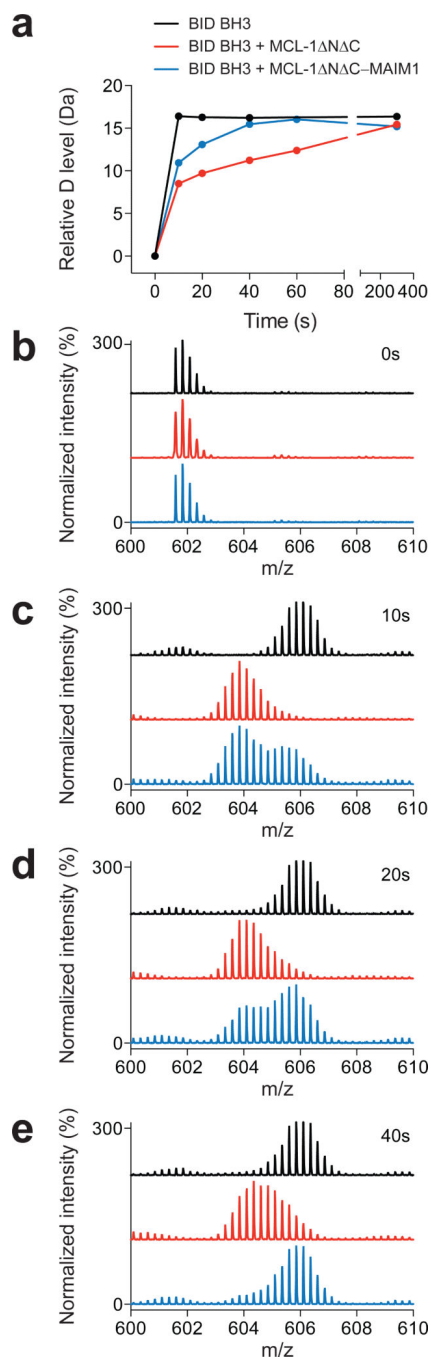 a
BID BH3
BID BH3 + MCL-1ΔNΔC
BID BH3 + MCL-1ΔNΔC–MAIM1
Relative D level (Da)
20
15
10
5
0
0 20 40 60 80 200 400
Time (s)
b
Normalized intensity (%)
300
0s
0
600 602 604 606 608 610
m/z
c
Normalized intensity (%)
300
10s
0
600 602 604 606 608 610
m/z
d
Normalized intensity (%)
300
20s
0
600 602 604 606 608 610
m/z
e
Normalized intensity (%)
300
40s
0
600 602 604 606 608 610
m/z